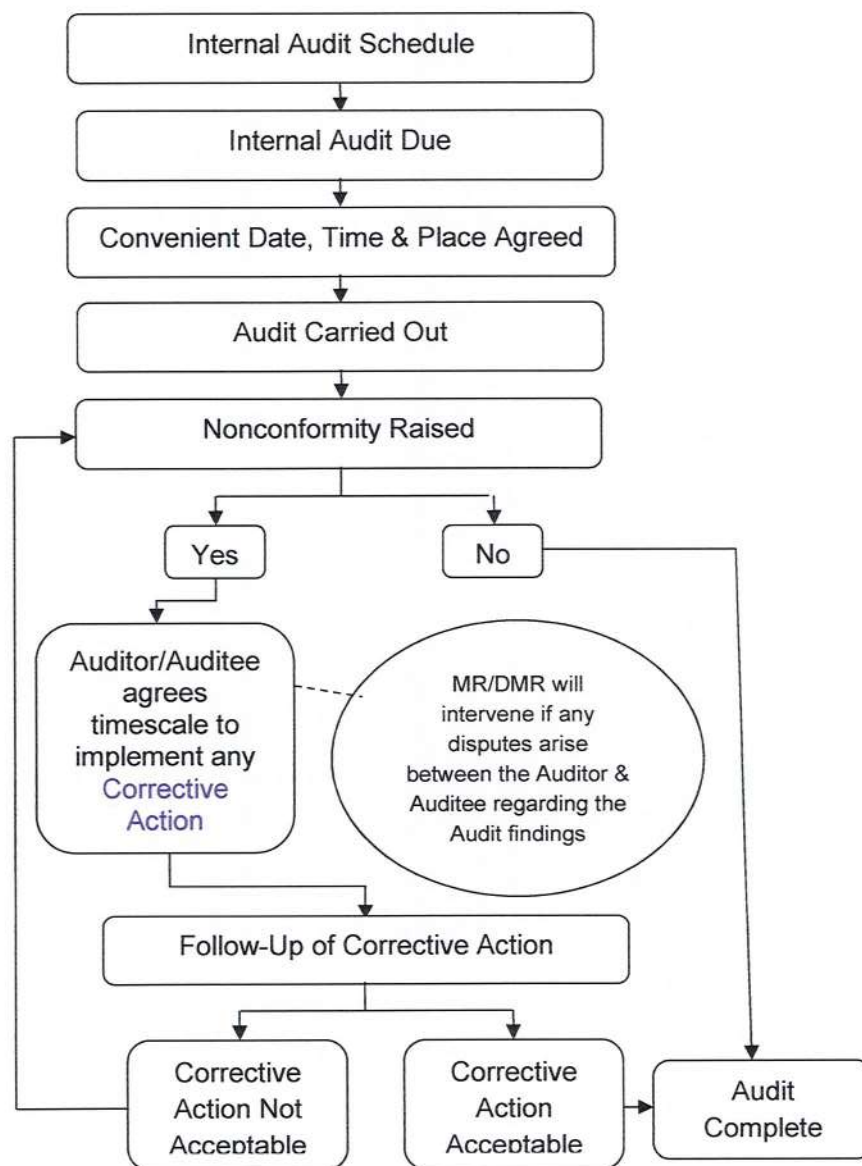 Internal Audit Schedule
Internal Audit Due
Convenient Date, Time & Place Agreed
Audit Carried Out
Nonconformity Raised
Yes
No
Auditor/Auditee
agrees
timescale to
implement any
Corrective
Action
MR/DMR will
intervene if any
disputes arise
between the Auditor &
Auditee regarding the
Audit findings
Follow-Up of Corrective Action
Corrective
Action Not
Acceptable
Corrective
Action
Acceptable
Audit
Complete